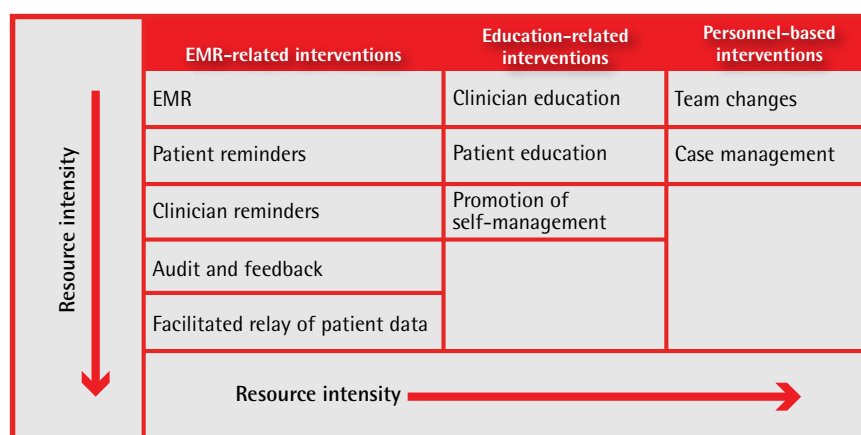 EMR-related interventions
Education-related
interventions
Personnel-based
interventions
EMR
Clinician education
Team changes
Patient reminders
Patient education
Case management
Clinician reminders
Promotion of
self-management
Audit and feedback
Facilitated relay of patient data
Resource intensity
Resource intensity